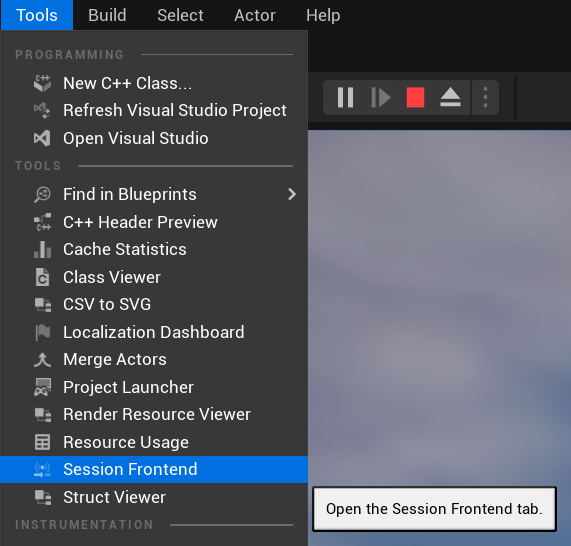 Tools Build Select Actor Help
PROGRAMMING
New C++ Class...
Refresh Visual Studio Project
Open Visual Studio
TOOLS
Find in Blueprints
C++ Header Preview
Cache Statistics
Class Viewer
CSV to SVG
Localization Dashboard
Merge Actors
Project Launcher
Render Resource Viewer
Resource Usage
Session Frontend
Struct Viewer
Open the Session Frontend tab.
INSTRUMENTATION